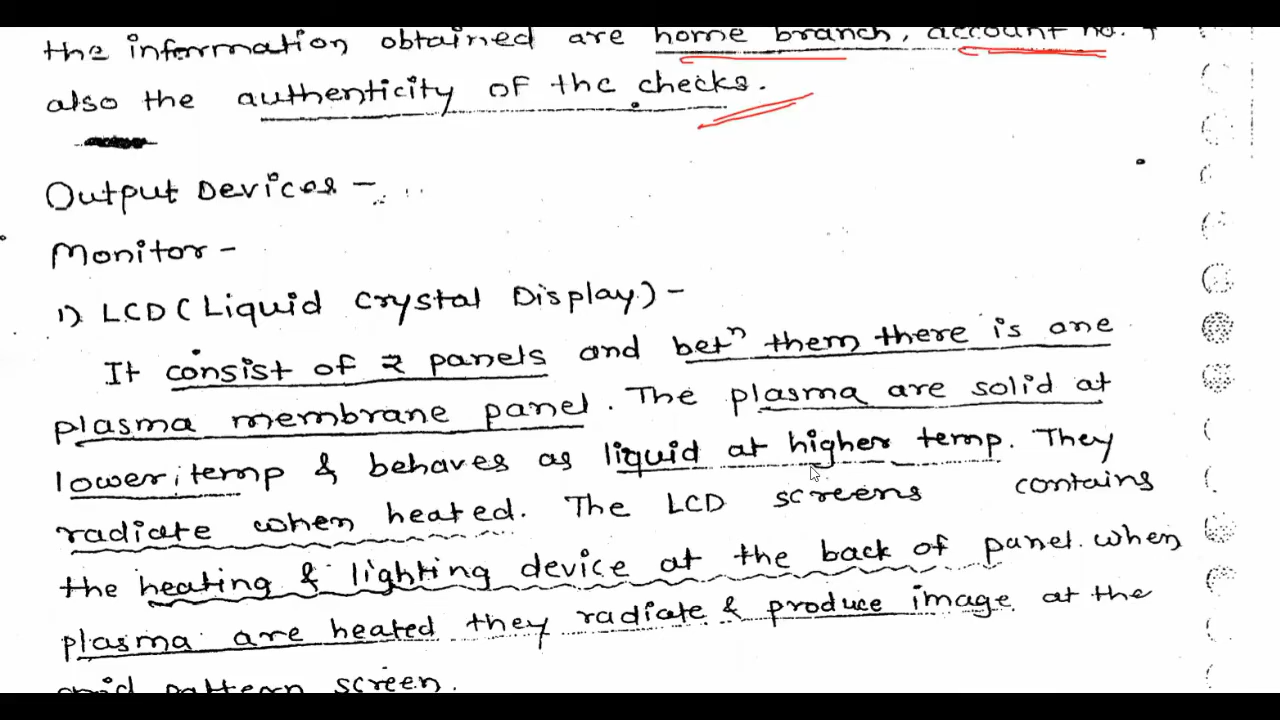 the information obtained are home branch, account no. +
also the authenticity of the checks.
Output Devices -
Monitor -
1) LCD (Liquid Crystal Display) -
It consist of 2 panels and betn them there is one
plasma membrane panel. The plasma are solid at
lower temp & behaves as liquid at higher temp. They
radiate when heated. The LCD screens contains
the heating & lighting device at the back of panel. when
plasma are heated they radiate & produce image at the
grid pattern screen.